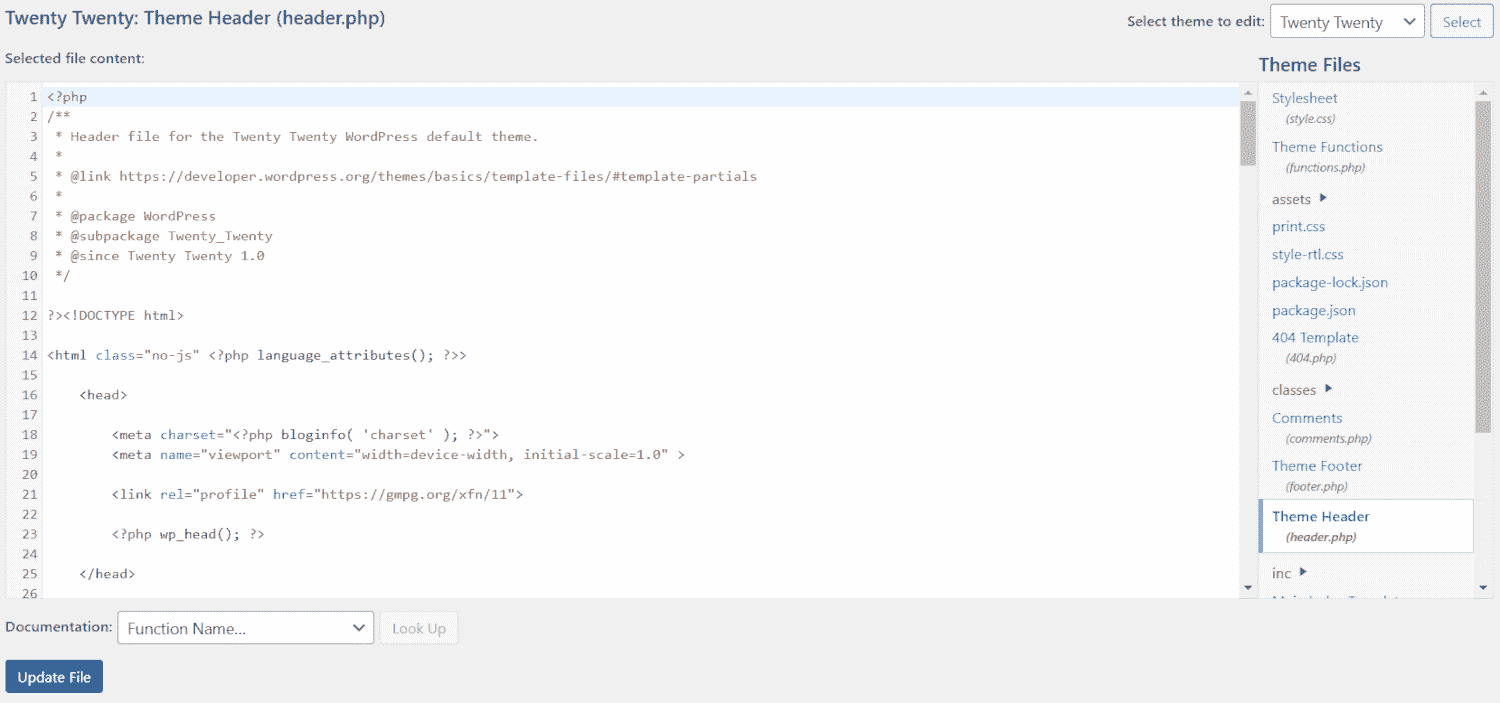 Twenty Twenty: Theme Header (header.php)
Select theme to edit: Twenty Twenty Select
Selected file content:
Theme Files
1 <?php
2 /**
3  * Header file for the Twenty Twenty WordPress default theme.
4  *
5  * @link https://developer.wordpress.org/themes/basics/template-files/#template-partials
6  *
7  * @package WordPress
8  * @subpackage Twenty_Twenty
9  * @since Twenty Twenty 1.0
10  */
11
12 ?><!DOCTYPE html>
13
14 <html class="no-js" <?php language_attributes(); ?>>
15
16     <head>
17
18         <meta charset="<?php bloginfo( 'charset' ); ?>">
19         <meta name="viewport" content="width=device-width, initial-scale=1.0" >
20
21         <link rel="profile" href="https://gmpg.org/xfn/11">
22
23         <?php wp_head(); ?>
24
25     </head>
26
Stylesheet
(style.css)
Theme Functions
(functions.php)
assets
print.css
style-rtl.css
package-lock.json
package.json
404 Template
(404.php)
classes
Comments
(comments.php)
Theme Footer
(footer.php)
Theme Header
(header.php)
inc
Documentation: Function Name... Look Up
Update File